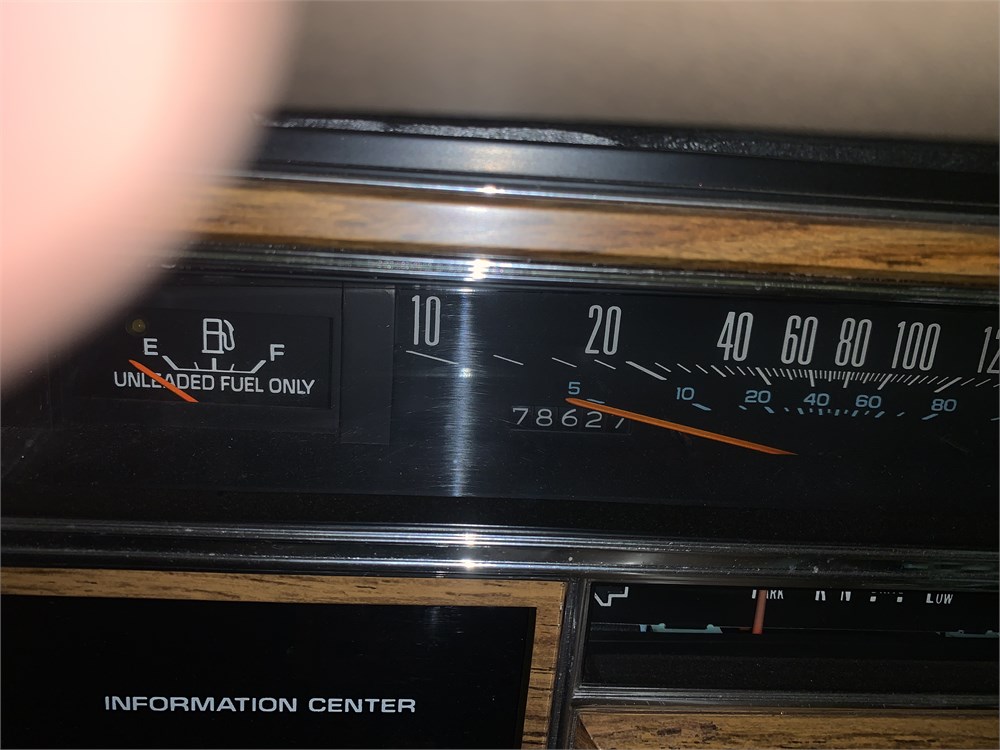 10 20 40 60 80 100
E F
UNLEADED FUEL ONLY
5 10 20 40 60 80
78627
LOW
INFORMATION CENTER